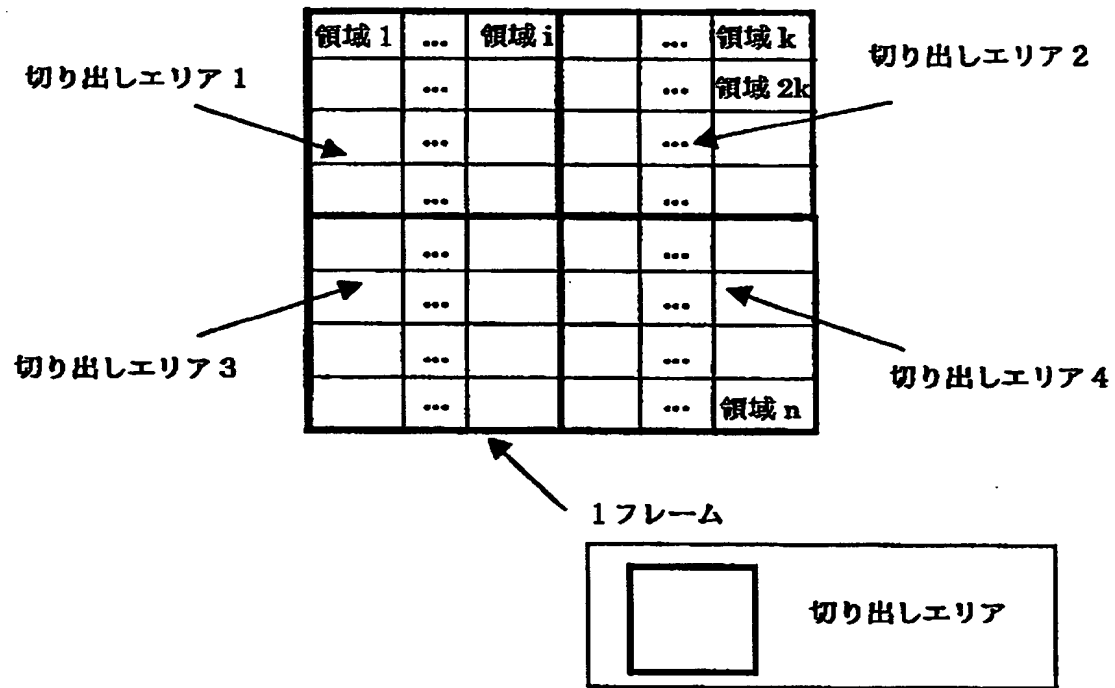 領域 1 ... 領域 i ... 領域 k
切り出しエリア 1
切り出しエリア 2
... ... 領域 2k
... ...
... ...
... ...
... ...
切り出しエリア 3
切り出しエリア 4
... ...
... ... 領域 n
1フレーム
切り出しエリア